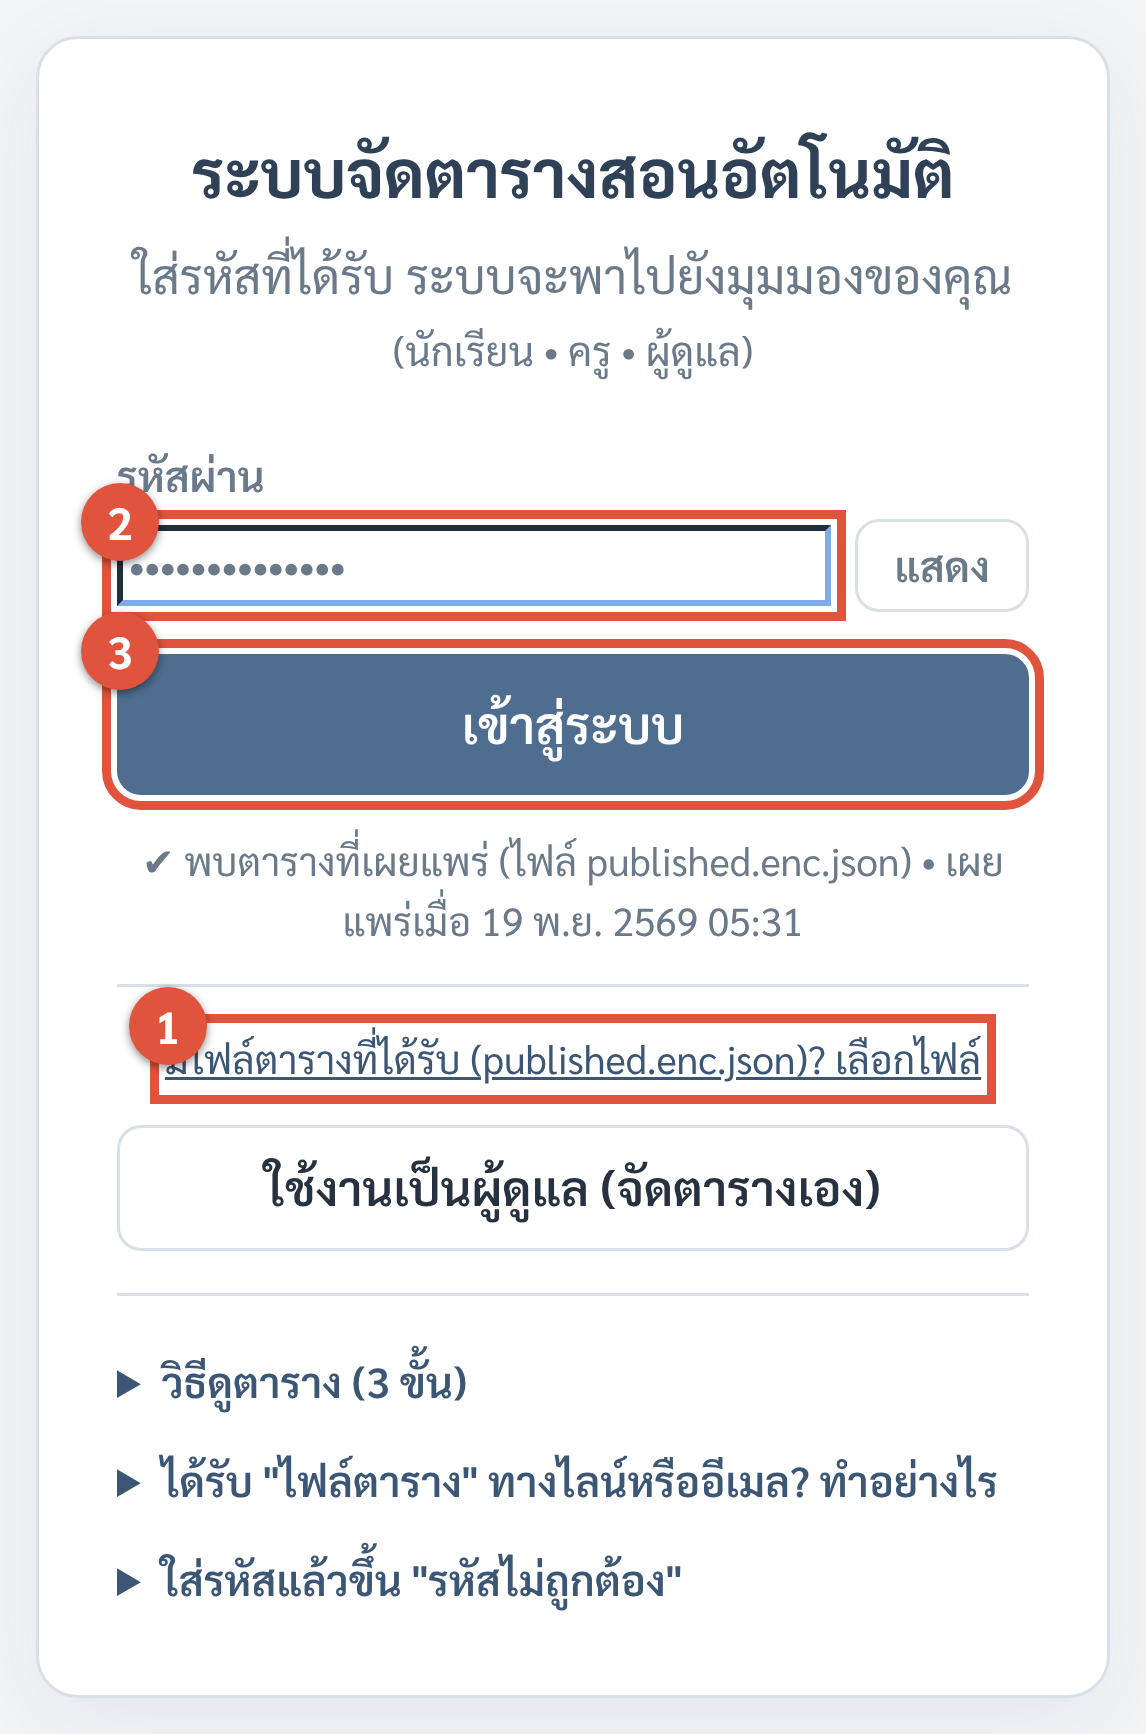 ระบบจัดตารางสอนอัตโนมัติ
ใส่รหัสที่ได้รับ ระบบจะพาไปยังมุมมองของคุณ
(นักเรียน • ครู • ผู้ดูแล)
รหัสผ่าน
2
••••••••••••••
แสดง
3
เข้าสู่ระบบ
✔ พบตารางที่เผยแพร่ (ไฟล์ published.enc.json) • เผย
แพร่เมื่อ 19 พ.ย. 2569 05:31
1
มีไฟล์ตารางที่ได้รับ (published.enc.json)? เลือกไฟล์
ใช้งานเป็นผู้ดูแล (จัดตารางเอง)
▶ วิธีดูตาราง (3 ขั้น)
▶ ได้รับ "ไฟล์ตาราง" ทางไลน์หรืออีเมล? ทำอย่างไร
▶ ใส่รหัสแล้วขึ้น "รหัสไม่ถูกต้อง"